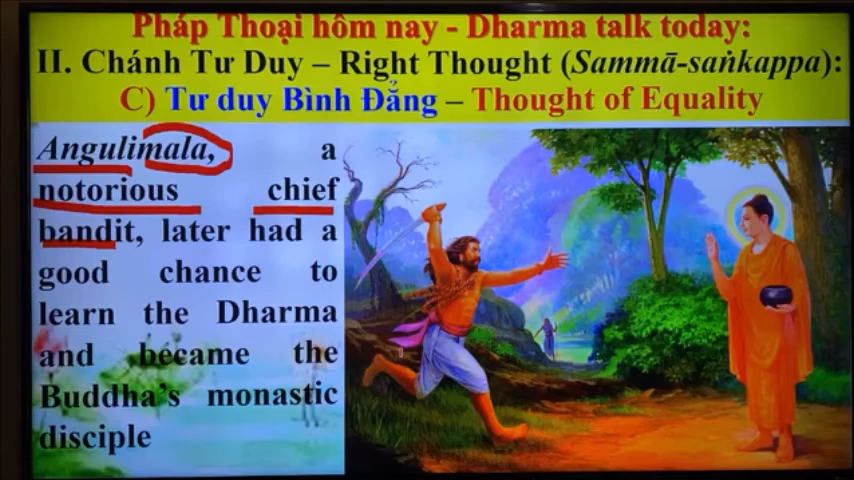 Pháp Thoại hôm nay - Dharma talk today:
II. Chánh Tư Duy – Right Thought (Sammā-saṅkappa):
C) Tư duy Bình Đẳng – Thought of Equality
Angulimala, a
notorious chief
bandit, later had a
good chance to
learn the Dharma
and became the
Buddha's monastic
disciple